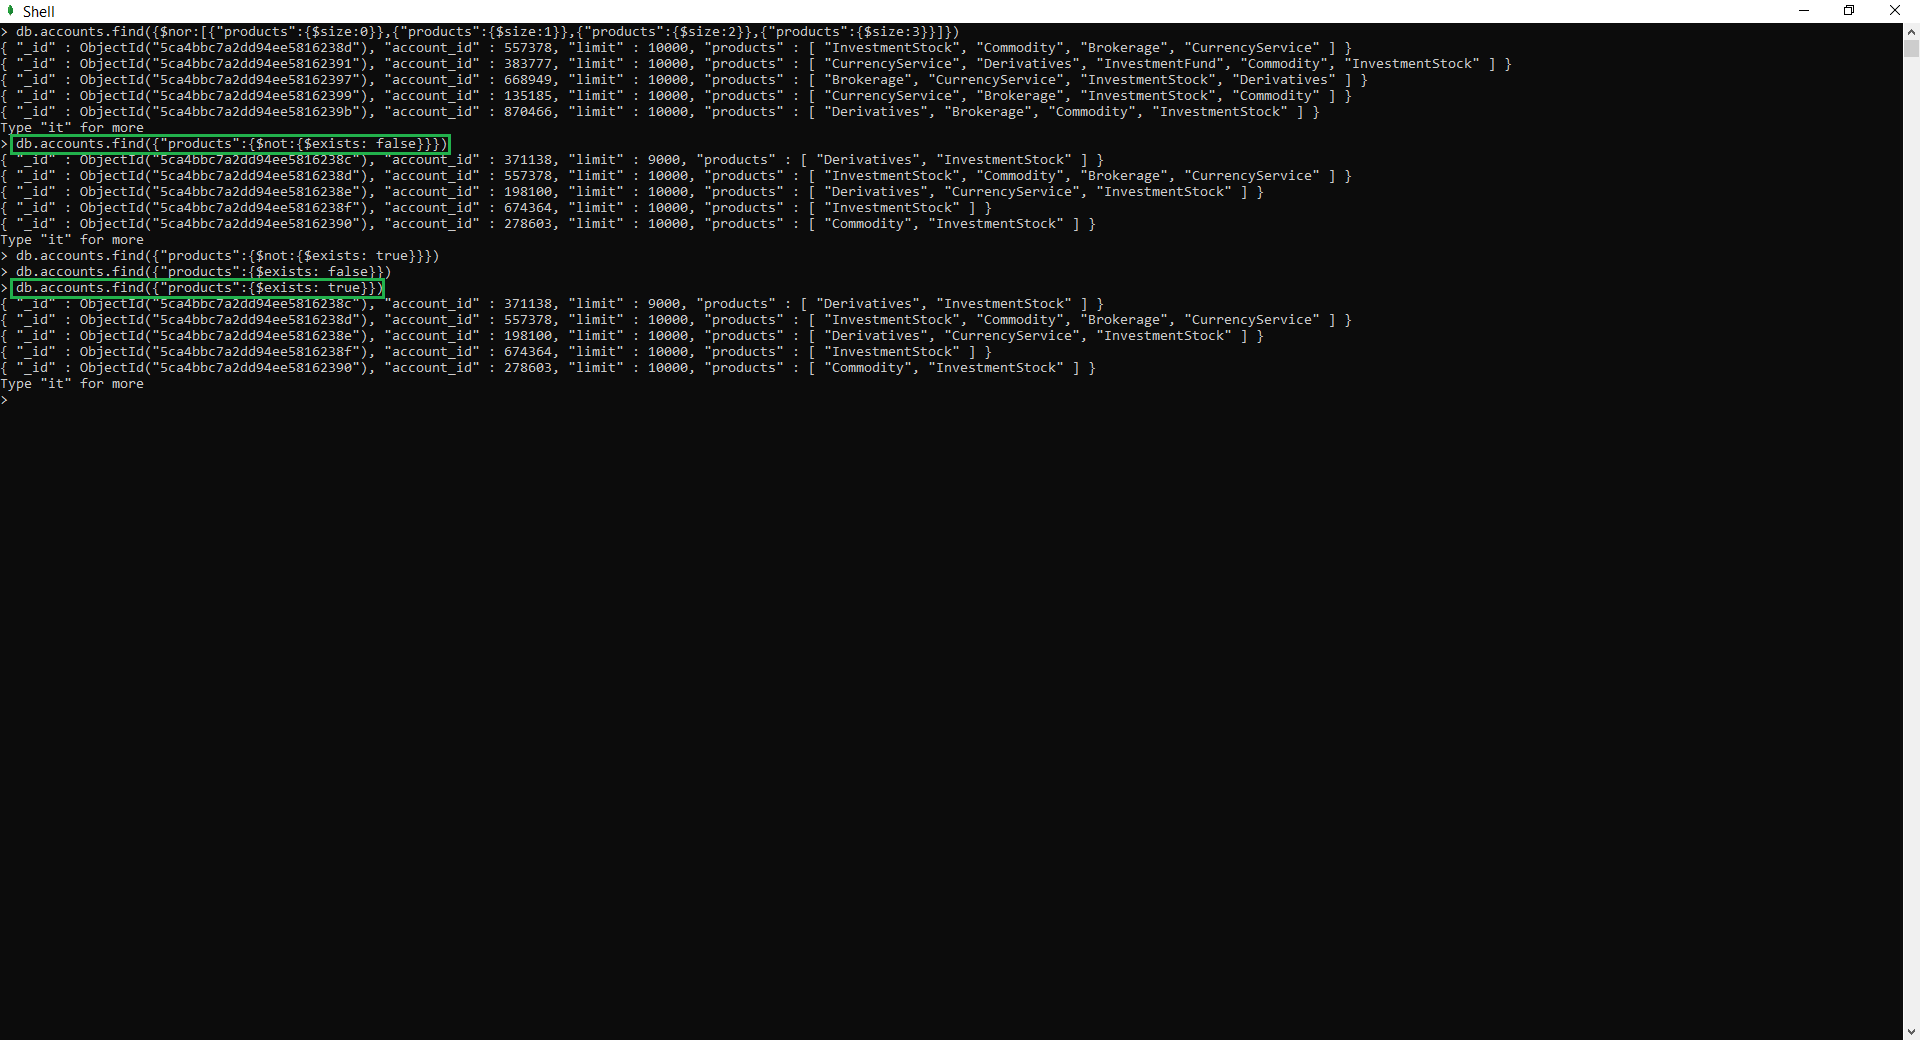 Shell
> db.accounts.find({$nor:[{"products":{$size:0}},{"products":{$size:1}},{"products":{$size:2}},{"products":{$size:3}}]})
{ "_id" : ObjectId("5ca4bbc7a2dd94ee5816238d"), "account_id" : 557378, "limit" : 10000, "products" : [ "InvestmentStock", "Commodity", "Brokerage", "CurrencyService" ] }
{ "_id" : ObjectId("5ca4bbc7a2dd94ee58162391"), "account_id" : 383777, "limit" : 10000, "products" : [ "CurrencyService", "Derivatives", "InvestmentFund", "Commodity", "InvestmentStock" ] }
{ "_id" : ObjectId("5ca4bbc7a2dd94ee58162397"), "account_id" : 668949, "limit" : 10000, "products" : [ "Brokerage", "CurrencyService", "InvestmentStock", "Derivatives" ] }
{ "_id" : ObjectId("5ca4bbc7a2dd94ee58162399"), "account_id" : 135185, "limit" : 10000, "products" : [ "CurrencyService", "Brokerage", "InvestmentStock", "Commodity" ] }
{ "_id" : ObjectId("5ca4bbc7a2dd94ee5816239b"), "account_id" : 870466, "limit" : 10000, "products" : [ "Derivatives", "Brokerage", "Commodity", "InvestmentStock" ] }
Type "it" for more
> db.accounts.find({"products":{$not:{$exists: false}}})
{ "_id" : ObjectId("5ca4bbc7a2dd94ee5816238c"), "account_id" : 371138, "limit" : 9000, "products" : [ "Derivatives", "InvestmentStock" ] }
{ "_id" : ObjectId("5ca4bbc7a2dd94ee5816238d"), "account_id" : 557378, "limit" : 10000, "products" : [ "InvestmentStock", "Commodity", "Brokerage", "CurrencyService" ] }
{ "_id" : ObjectId("5ca4bbc7a2dd94ee5816238e"), "account_id" : 198100, "limit" : 10000, "products" : [ "Derivatives", "CurrencyService", "InvestmentStock" ] }
{ "_id" : ObjectId("5ca4bbc7a2dd94ee5816238f"), "account_id" : 674364, "limit" : 10000, "products" : [ "InvestmentStock" ] }
{ "_id" : ObjectId("5ca4bbc7a2dd94ee58162390"), "account_id" : 278603, "limit" : 10000, "products" : [ "Commodity", "InvestmentStock" ] }
Type "it" for more
> db.accounts.find({"products":{$not:{$exists: true}}})
> db.accounts.find({"products":{$exists: false}})
> db.accounts.find({"products":{$exists: true}})
{ "_id" : ObjectId("5ca4bbc7a2dd94ee5816238c"), "account_id" : 371138, "limit" : 9000, "products" : [ "Derivatives", "InvestmentStock" ] }
{ "_id" : ObjectId("5ca4bbc7a2dd94ee5816238d"), "account_id" : 557378, "limit" : 10000, "products" : [ "InvestmentStock", "Commodity", "Brokerage", "CurrencyService" ] }
{ "_id" : ObjectId("5ca4bbc7a2dd94ee5816238e"), "account_id" : 198100, "limit" : 10000, "products" : [ "Derivatives", "CurrencyService", "InvestmentStock" ] }
{ "_id" : ObjectId("5ca4bbc7a2dd94ee5816238f"), "account_id" : 674364, "limit" : 10000, "products" : [ "InvestmentStock" ] }
{ "_id" : ObjectId("5ca4bbc7a2dd94ee58162390"), "account_id" : 278603, "limit" : 10000, "products" : [ "Commodity", "InvestmentStock" ] }
Type "it" for more
>